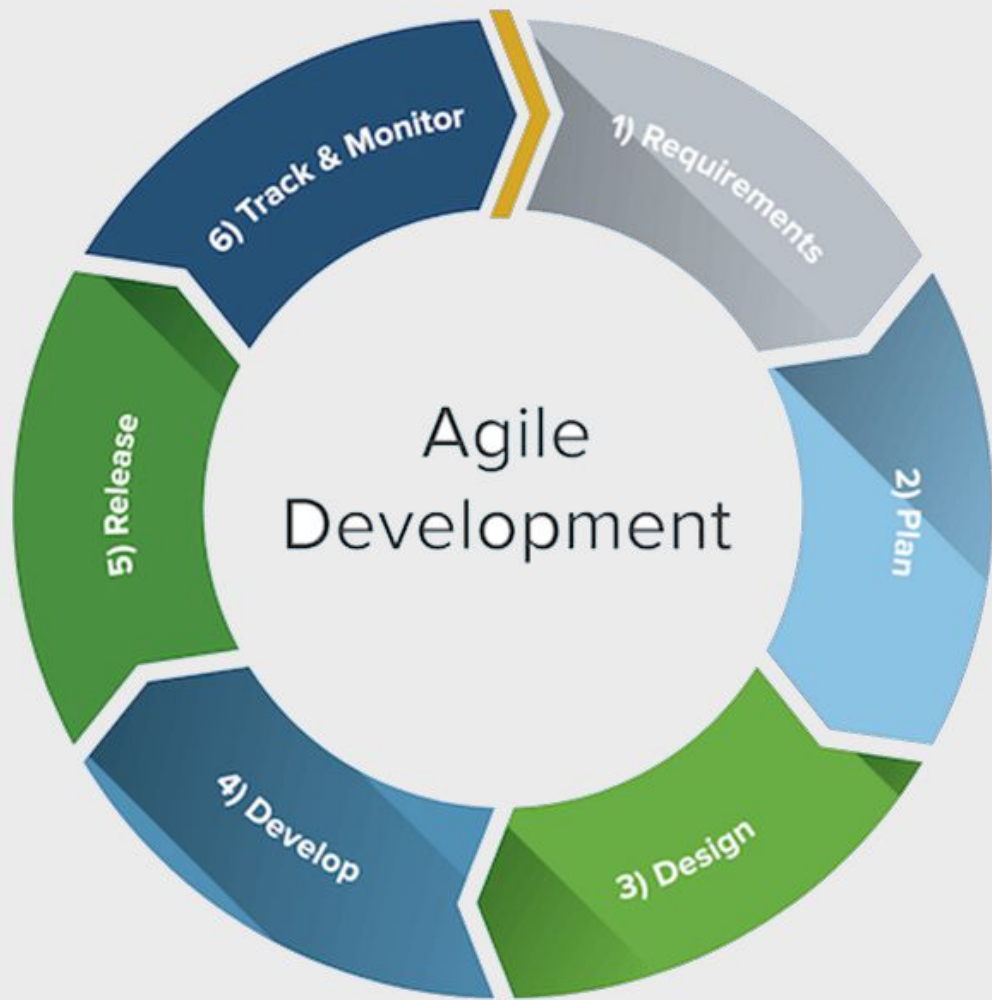 Agile
Development
1) Requirements
2) Plan
3) Design
4) Develop
5) Release
6) Track & Monitor